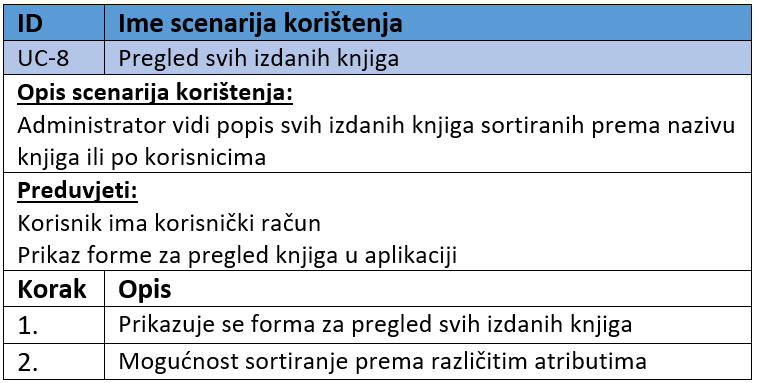 ID Ime scenarija korištenja
UC-8 Pregled svih izdanih knjiga
Opis scenarija korištenja:
Administrator vidi popis svih izdanih knjiga sortiranih prema nazivu
knjiga ili po korisnicima
Preduvjeti:
Korisnik ima korisnički račun
Prikaz forme za pregled knjiga u aplikaciji
Korak Opis
1. Prikazuje se forma za pregled svih izdanih knjiga
2. Mogućnost sortiranje prema različitim atributima